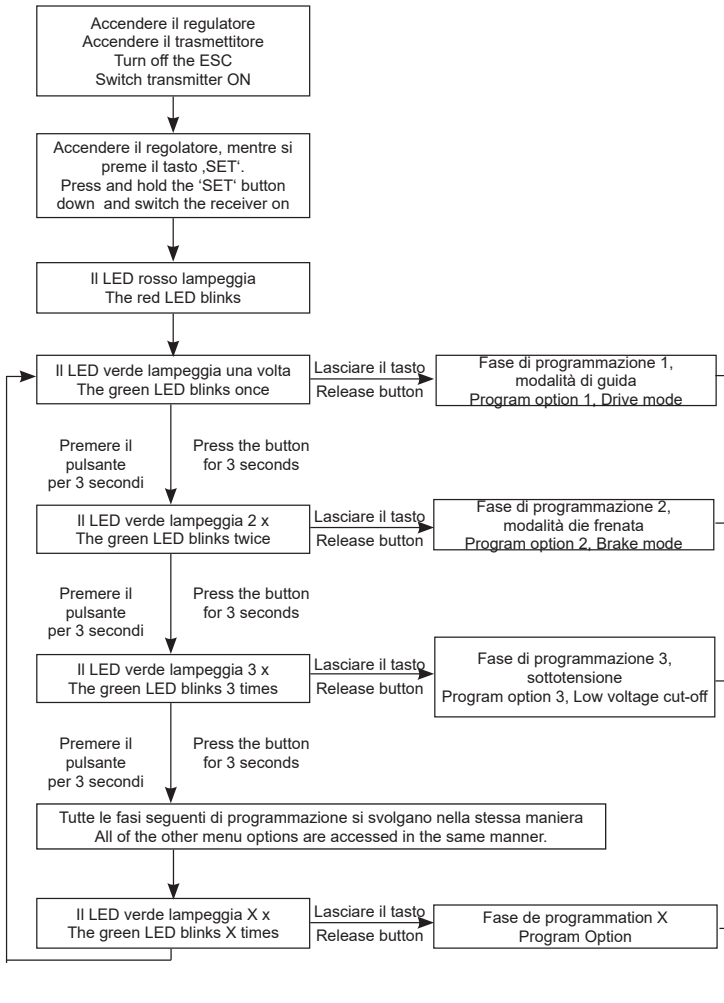 Accendere il regulatore
Accendere il trasmettitore
Turn off the ESC
Switch transmitter ON
Accendere il regolatore, mentre si
preme il tasto ‚SET‘.
Press and hold the ‘SET‘ button
down and switch the receiver on
Il LED rosso lampeggia
The red LED blinks
Il LED verde lampeggia una volta
The green LED blinks once
Lasciare il tasto
Release button
Fase di programmazione 1,
modalità di guida
Program option 1, Drive mode
Premere il
pulsante
per 3 secondi
Press the button
for 3 seconds
Il LED verde lampeggia 2 x
The green LED blinks twice
Lasciare il tasto
Release button
Fase di programmazione 2,
modalità die frenata
Program option 2, Brake mode
Premere il
pulsante
per 3 secondi
Press the button
for 3 seconds
Il LED verde lampeggia 3 x
The green LED blinks 3 times
Lasciare il tasto
Release button
Fase di programmazione 3,
sottotensione
Program option 3, Low voltage cut-off
Premere il
pulsante
per 3 secondi
Press the button
for 3 seconds
Tutte le fasi seguenti di programmazione si svolgano nella stessa maniera
All of the other menu options are accessed in the same manner.
Il LED verde lampeggia X x
The green LED blinks X times
Lasciare il tasto
Release button
Fase de programmation X
Program Option